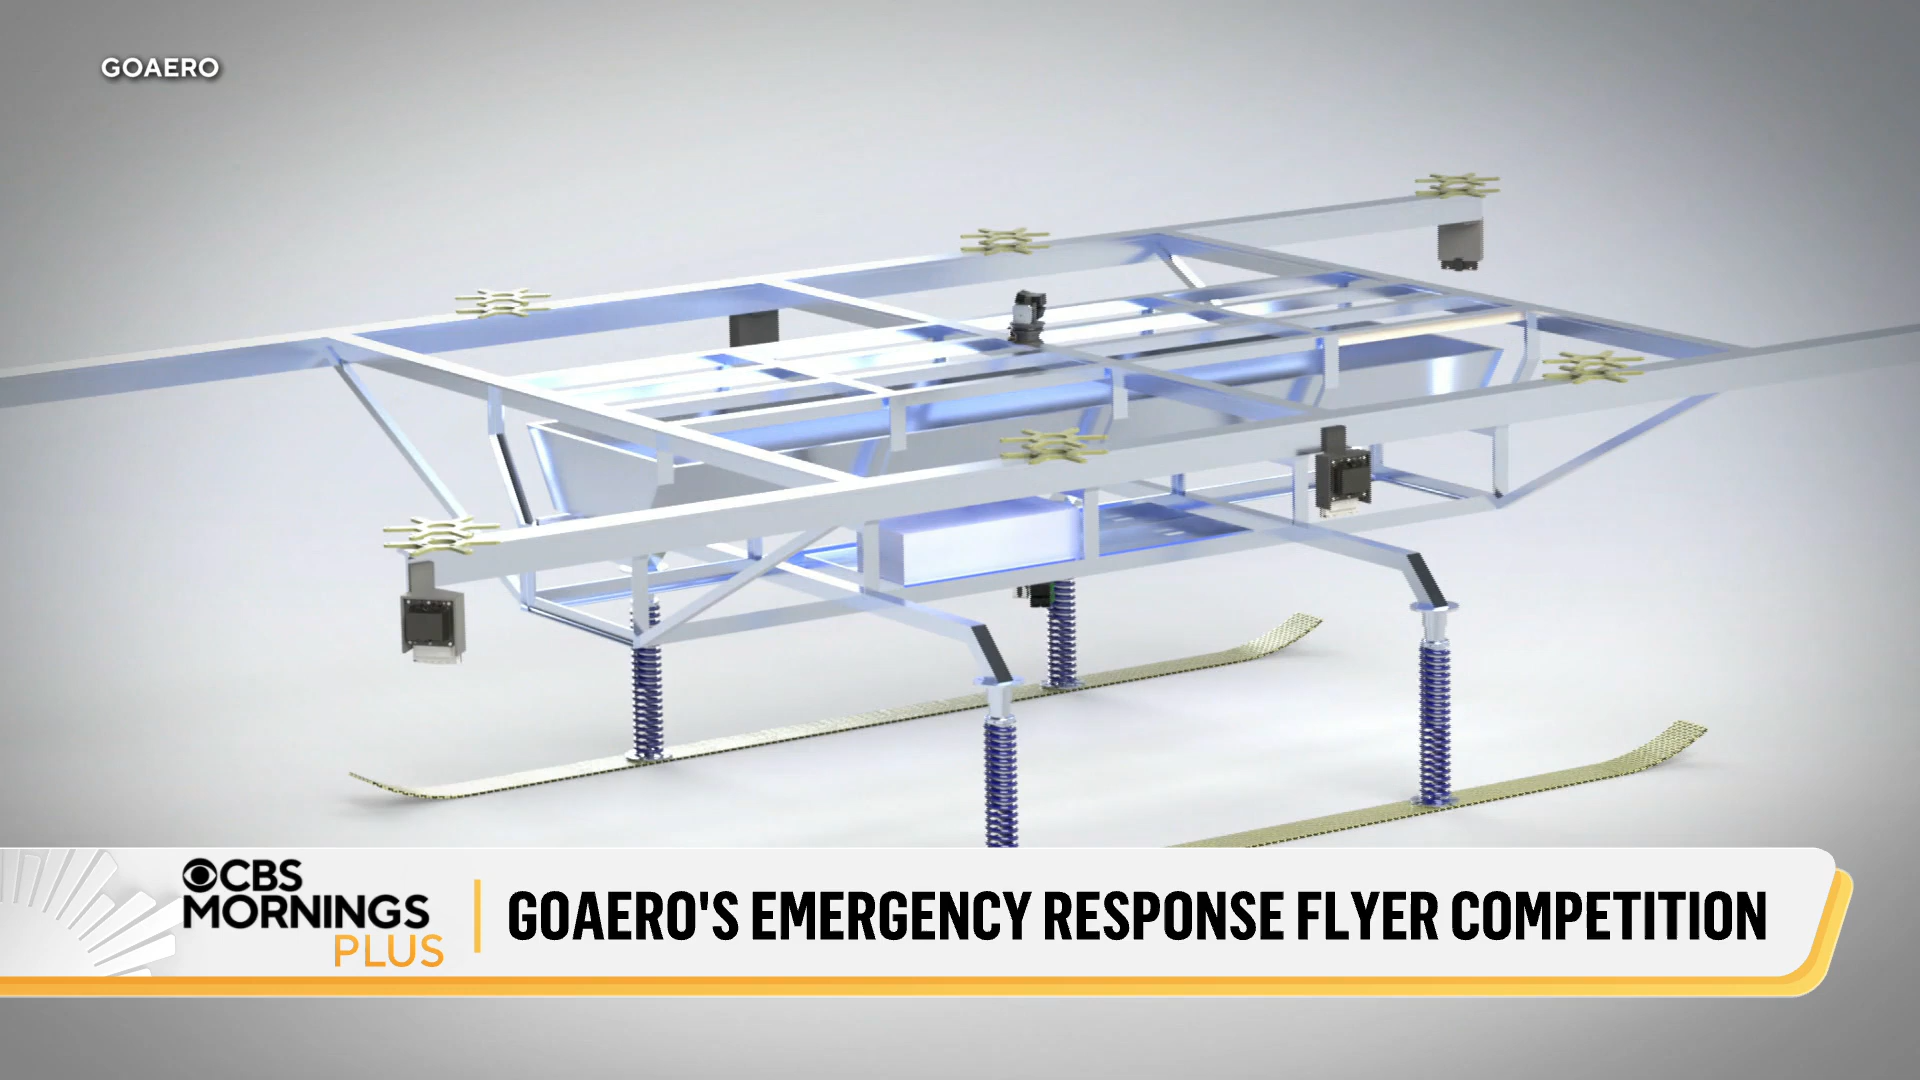 GOAERO
CBS
MORNINGS
PLUS
GOAERO'S EMERGENCY RESPONSE FLYER COMPETITION